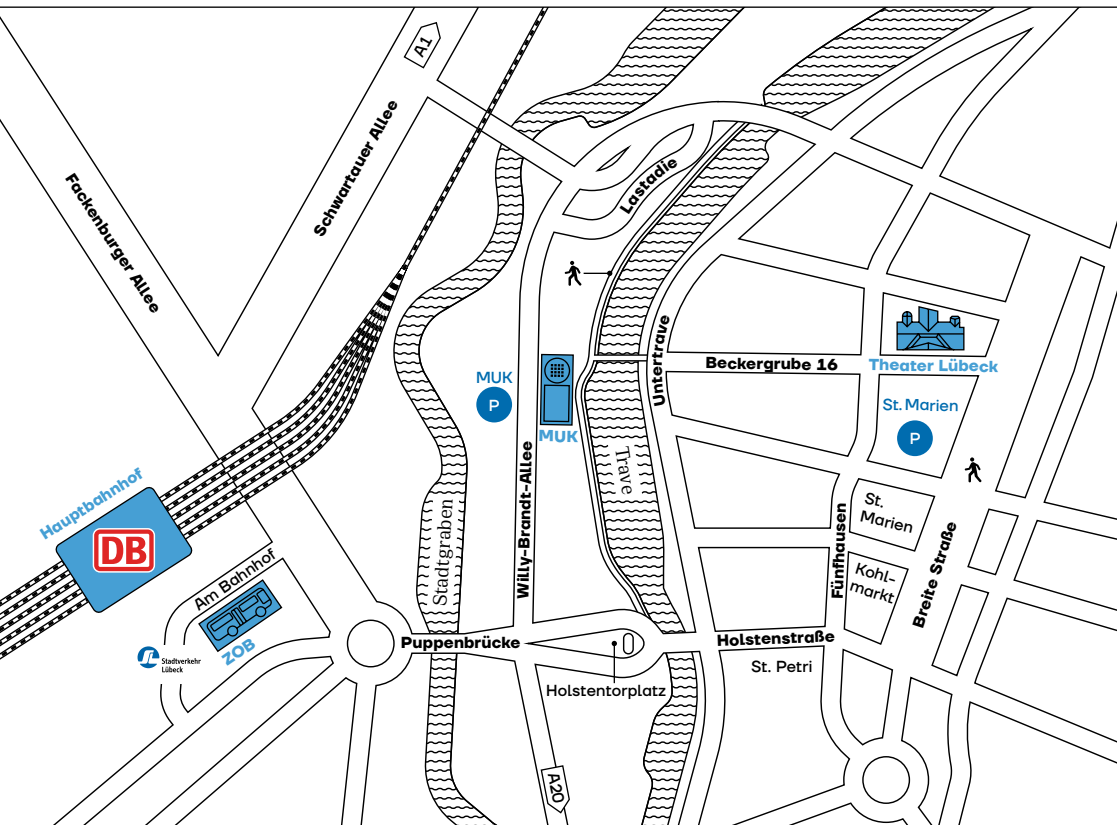 A1
Schwartauer Allee
Fackenburger Allee
Lastadie
Untertrave
Beckergrube 16
Theater Lübeck
MUK
P
MUK
St. Marien
P
Trave
Willy-Brandt-Allee
Stadtgraben
Hauptbahnhof
DB
Am Bahnhof
ZOB
Stadtverkehr
Lübeck
St.
Marien
Fünfhausen
Kohl-
markt
Breite Straße
Puppenbrücke
Holstenstraße
St. Petri
Holstentorplatz
A20